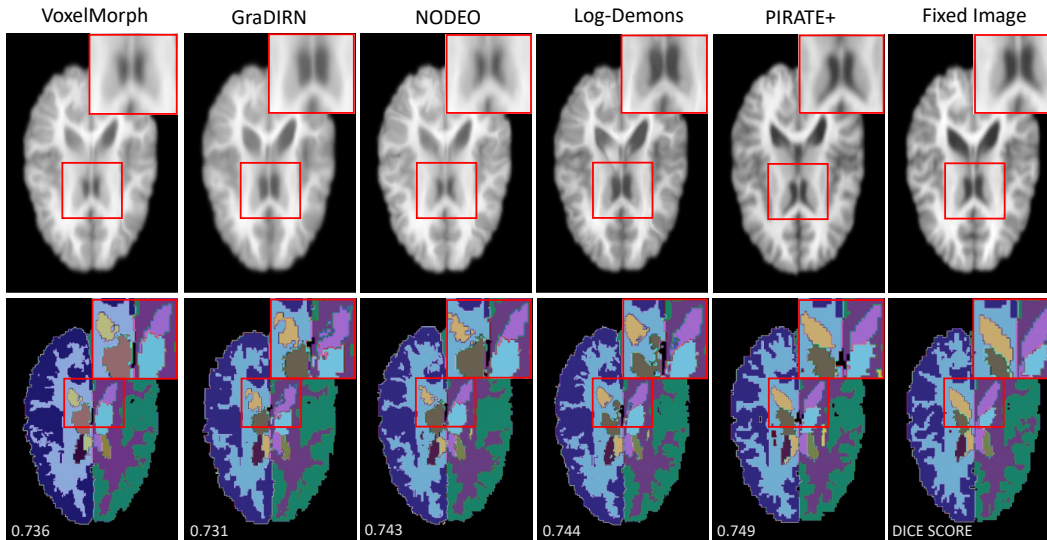 VoxelMorph GraDIRN NODEO Log-Demons PIRATE+ Fixed Image
0.736 0.731 0.743 0.744 0.749 DICE SCORE